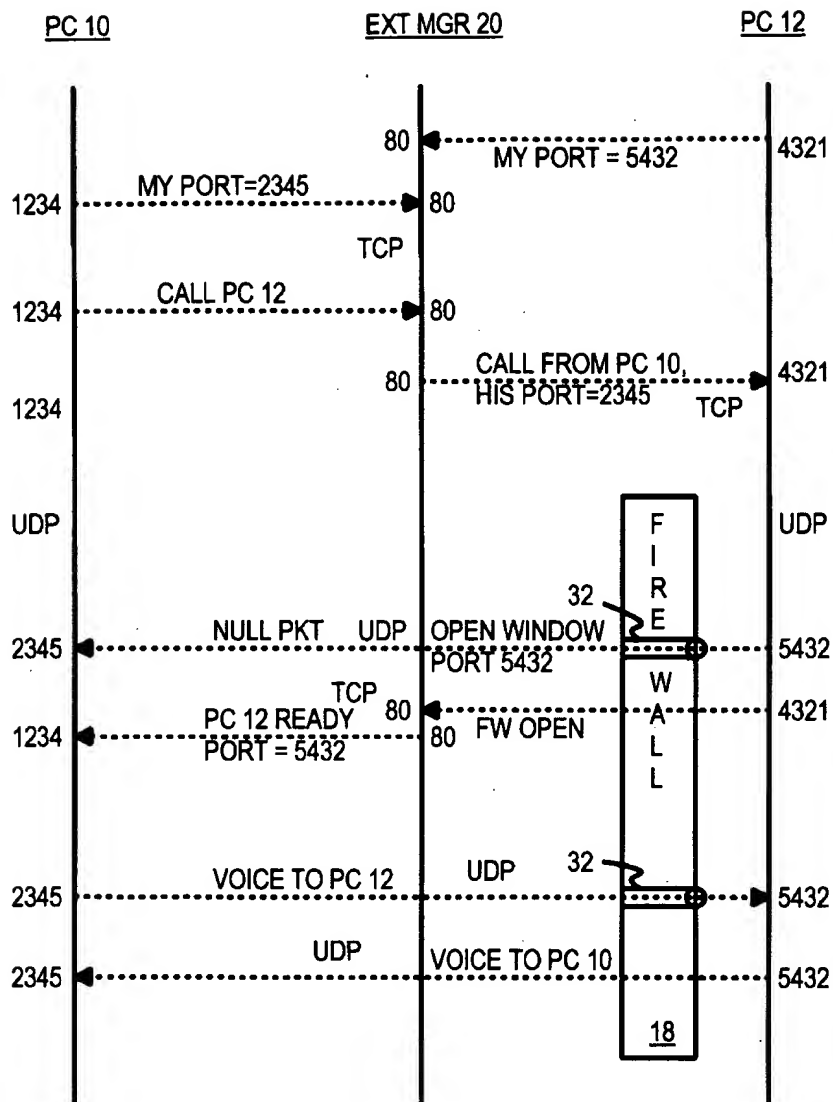 PC 10 EXT MGR 20 PC 12
80 MY PORT = 5432 4321
1234 MY PORT=2345 80
TCP
1234 CALL PC 12 80
80 CALL FROM PC 10, 4321
HIS PORT=2345 TCP
1234
UDP UDP
FIRE WALL
32
2345 NULL PKT UDP OPEN WINDOW 5432
PORT 5432
TCP
80 FW OPEN 4321
1234 PC 12 READY 80
PORT = 5432
32
2345 VOICE TO PC 12 UDP 5432
UDP
2345 VOICE TO PC 10 5432
18